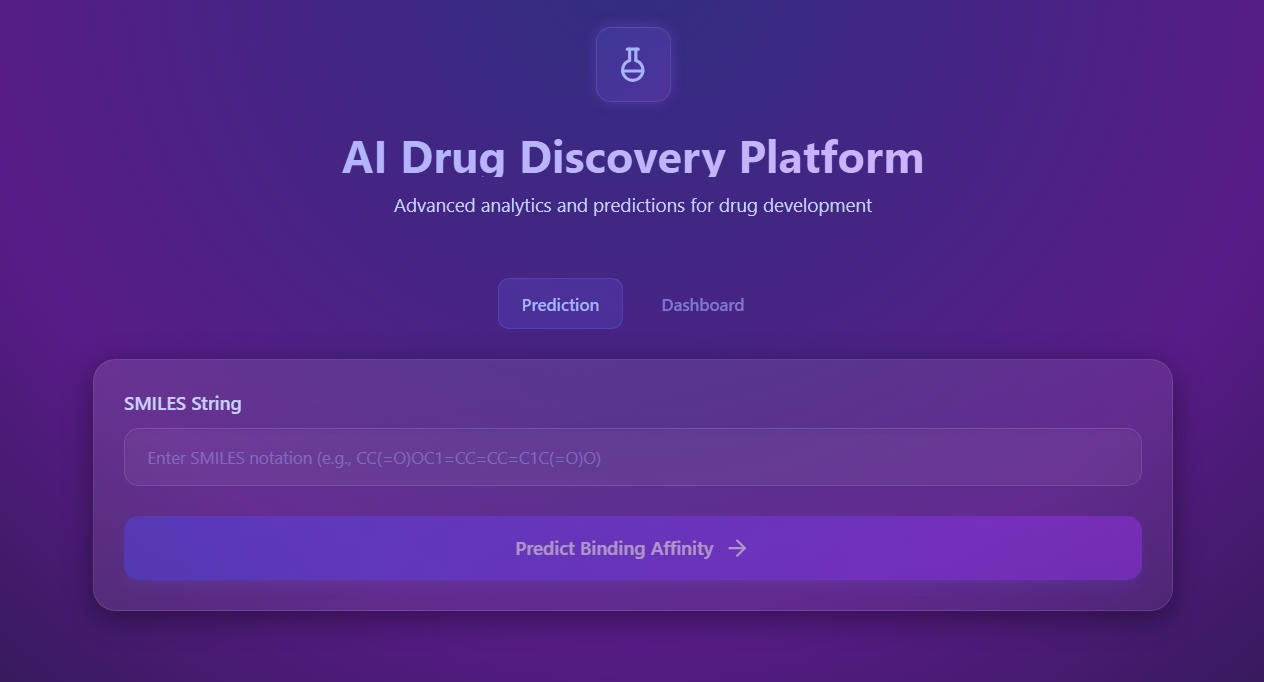 AI Drug Discovery Platform
Advanced analytics and predictions for drug development
Prediction
Dashboard
SMILES String
Enter SMILES notation (e.g., CC(=O)OC1=CC=CC=C1C(=O)O)
Predict Binding Affinity →